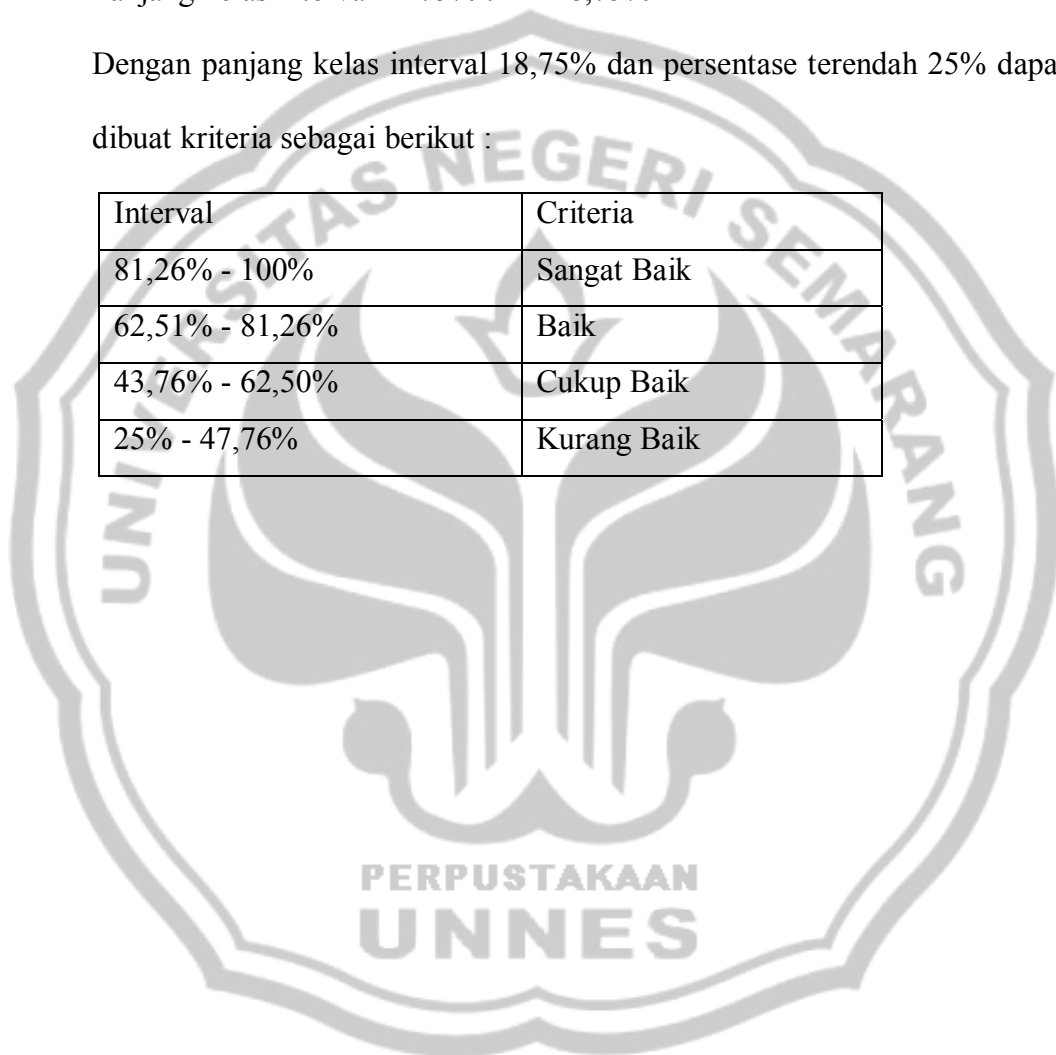 Dengan panjang kelas interval 18,75% dan persentase terendah 25% dapa
dibuat kriteria sebagai berikut :
Interval Criteria
81,26% - 100% Sangat Baik
62,51% - 81,26% Baik
43,76% - 62,50% Cukup Baik
25% - 47,76% Kurang Baik
UNIVERSITAS NEGERI SEMARANG
PERPUSTAKAAN
UNNES